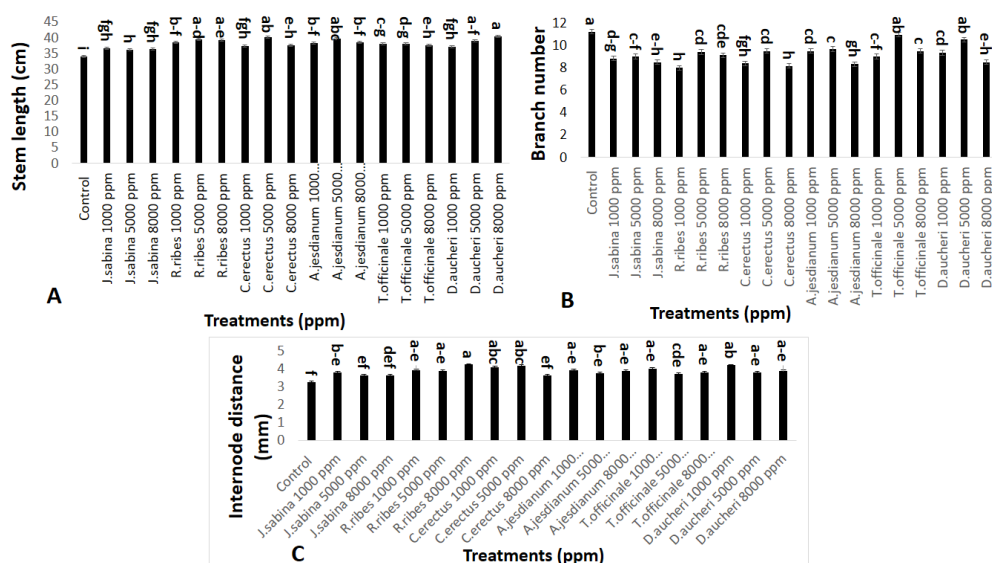 Stem length (cm)
45
40
35
30
25
20
15
10
5
0
i
fgh
h
fgh
b-f
a-d
a-e
fgh
ab
e-h
b-f
abc
b-f
c-g
d-g
e-h
fgh
a-f
a
Control
J.sabina 1000 ppm
J.sabina 5000 ppm
J.sabina 8000 ppm
R.ribes 1000 ppm
R.ribes 5000 ppm
R.ribes 8000 ppm
C.erectus 1000 ppm
C.erectus 5000 ppm
C.erectus 8000 ppm
A.jesdianum 1000...
A.jesdianum 5000...
A.jesdianum 8000...
T.officinale 1000 ppm
T.officinale 5000 ppm
T.officinale 8000 ppm
D.aucheri 1000 ppm
D.aucheri 5000 ppm
D.aucheri 8000 ppm
A
Treatments (ppm)
Branch number
12
10
8
6
4
2
0
a
d-g
c-f
e-h
h
cd
cde
fgh
cd
h
cd
c
gh
c-f
ab
c
cd
ab
e-h
Control
J.sabina 1000 ppm
J.sabina 5000 ppm
J.sabina 8000 ppm
R.ribes 1000 ppm
R.ribes 5000 ppm
R.ribes 8000 ppm
C.erectus 1000 ppm
C.erectus 5000 ppm
C.erectus 8000 ppm
A.jesdianum 1000 ppm
A.jesdianum 5000 ppm
A.jesdianum 8000 ppm
T.officinale 1000 ppm
T.officinale 5000 ppm
T.officinale 8000 ppm
D.aucheri 1000 ppm
D.aucheri 5000 ppm
D.aucheri 8000 ppm
B
Treatments (ppm)
Internode distance
(mm)
5
4
3
2
1
0
f
b-e
ef
def
a-e
a-e
a
abc
abc
ef
a-e
b-e
a-e
a-e
cde
a-e
ab
a-e
a-e
Control
J.sabina 1000 ppm
J.sabina 5000 ppm
J.sabina 8000 ppm
R.ribes 1000 ppm
R.ribes 5000 ppm
R.ribes 8000 ppm
C.erectus 1000 ppm
C.erectus 5000 ppm
C.erectus 8000 ppm
A.jesdianum 1000...
A.jesdianum 5000...
A.jesdianum 8000...
T.officinale 1000...
T.officinale 5000...
T.officinale 8000...
D.aucheri 1000 ppm
D.aucheri 5000 ppm
D.aucheri 8000 ppm
C
Treatments (ppm)